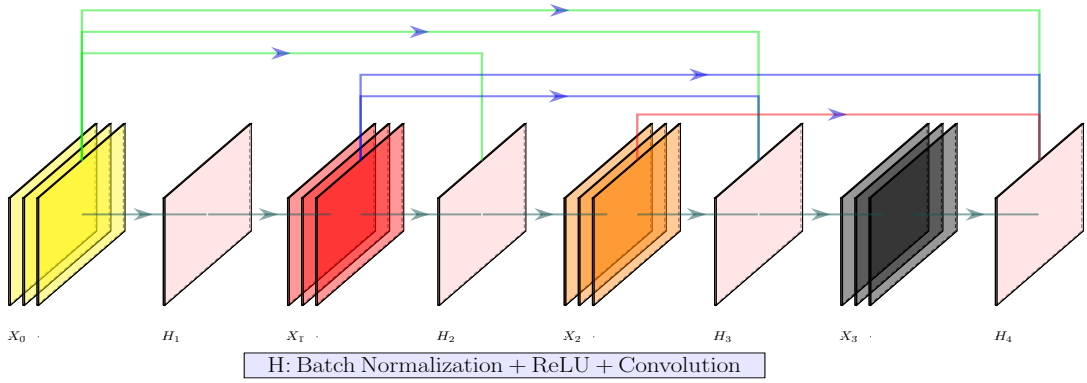 X₀ H₁ X₁ H₂ X₂ H₃ X₃ H₄
H: Batch Normalization + ReLU + Convolution